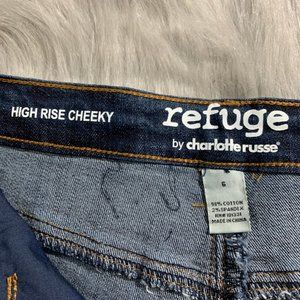 HIGH RISE CHEEKY
refuge
by charlotte russe
6
98% COTTON
2% SPANDEX
MADE IN CHINA